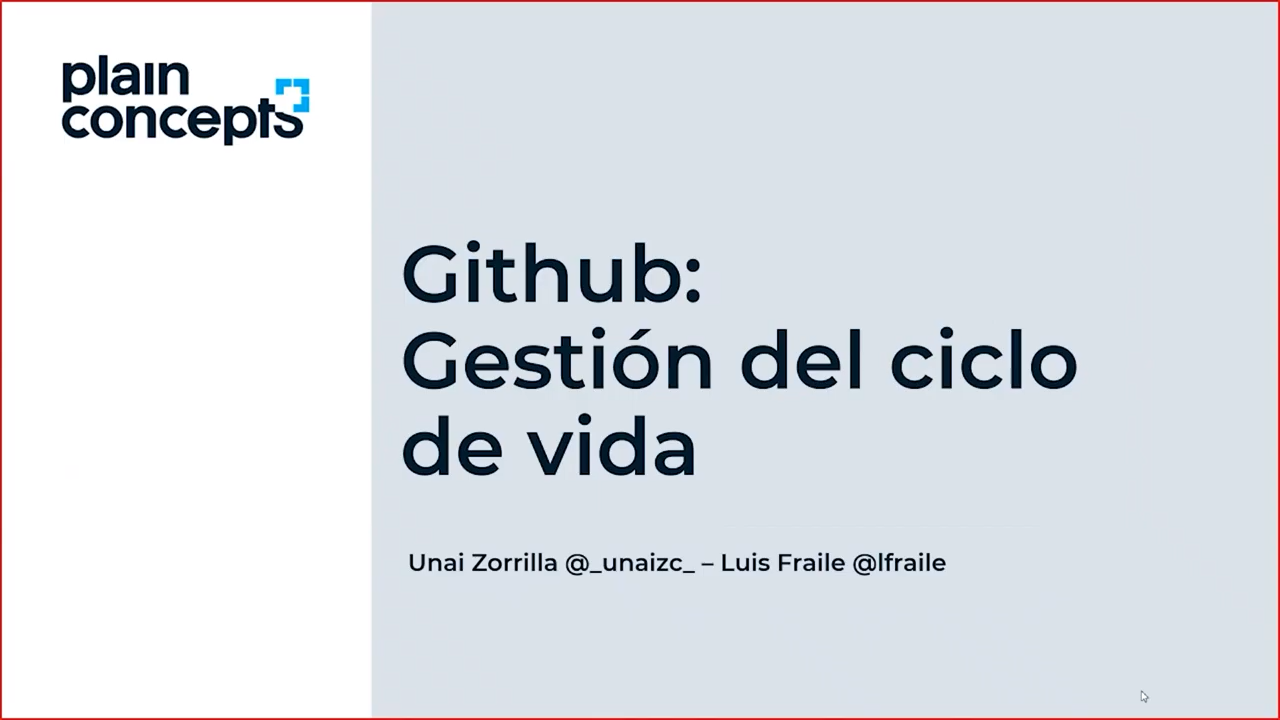 plain
concepts
Github:
Gestión del ciclo
de vida
Unai Zorrilla @_unaizc_ – Luis Fraile @lfraile